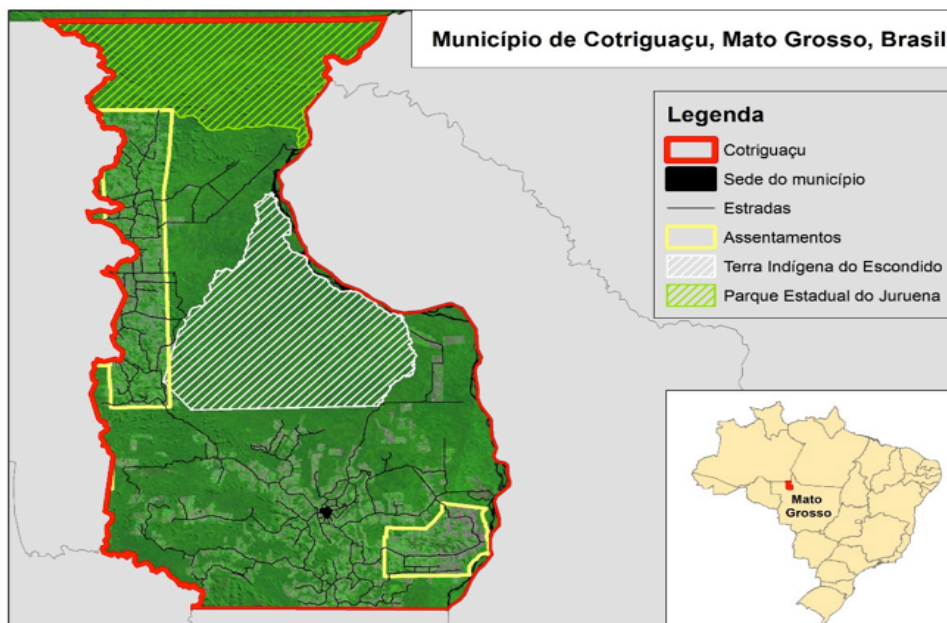 Município de Cotriguaçu, Mato Grosso, Brasil
Legenda
Cotriguaçu
Sede do município
Estradas
Assentamentos
Terra Indígena do Escondido
Parque Estadual do Juruena
Mato
Grosso